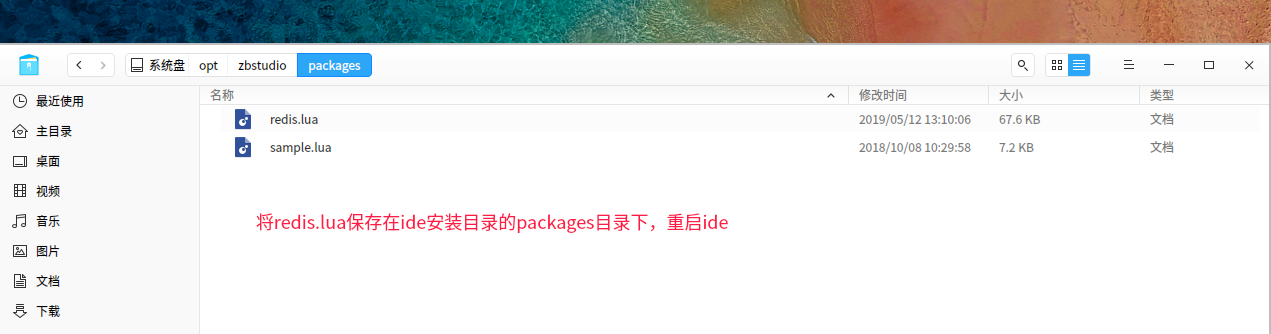 系统盘 opt zbstudio packages
名称 修改时间 大小 类型
最近使用 redis.lua 2019/05/12 13:10:06 67.6 KB 文档
主目录 sample.lua 2018/10/08 10:29:58 7.2 KB 文档
桌面
视频
音乐 将redis.lua保存在ide安装目录的packages目录下，重启ide
图片
文档
下载